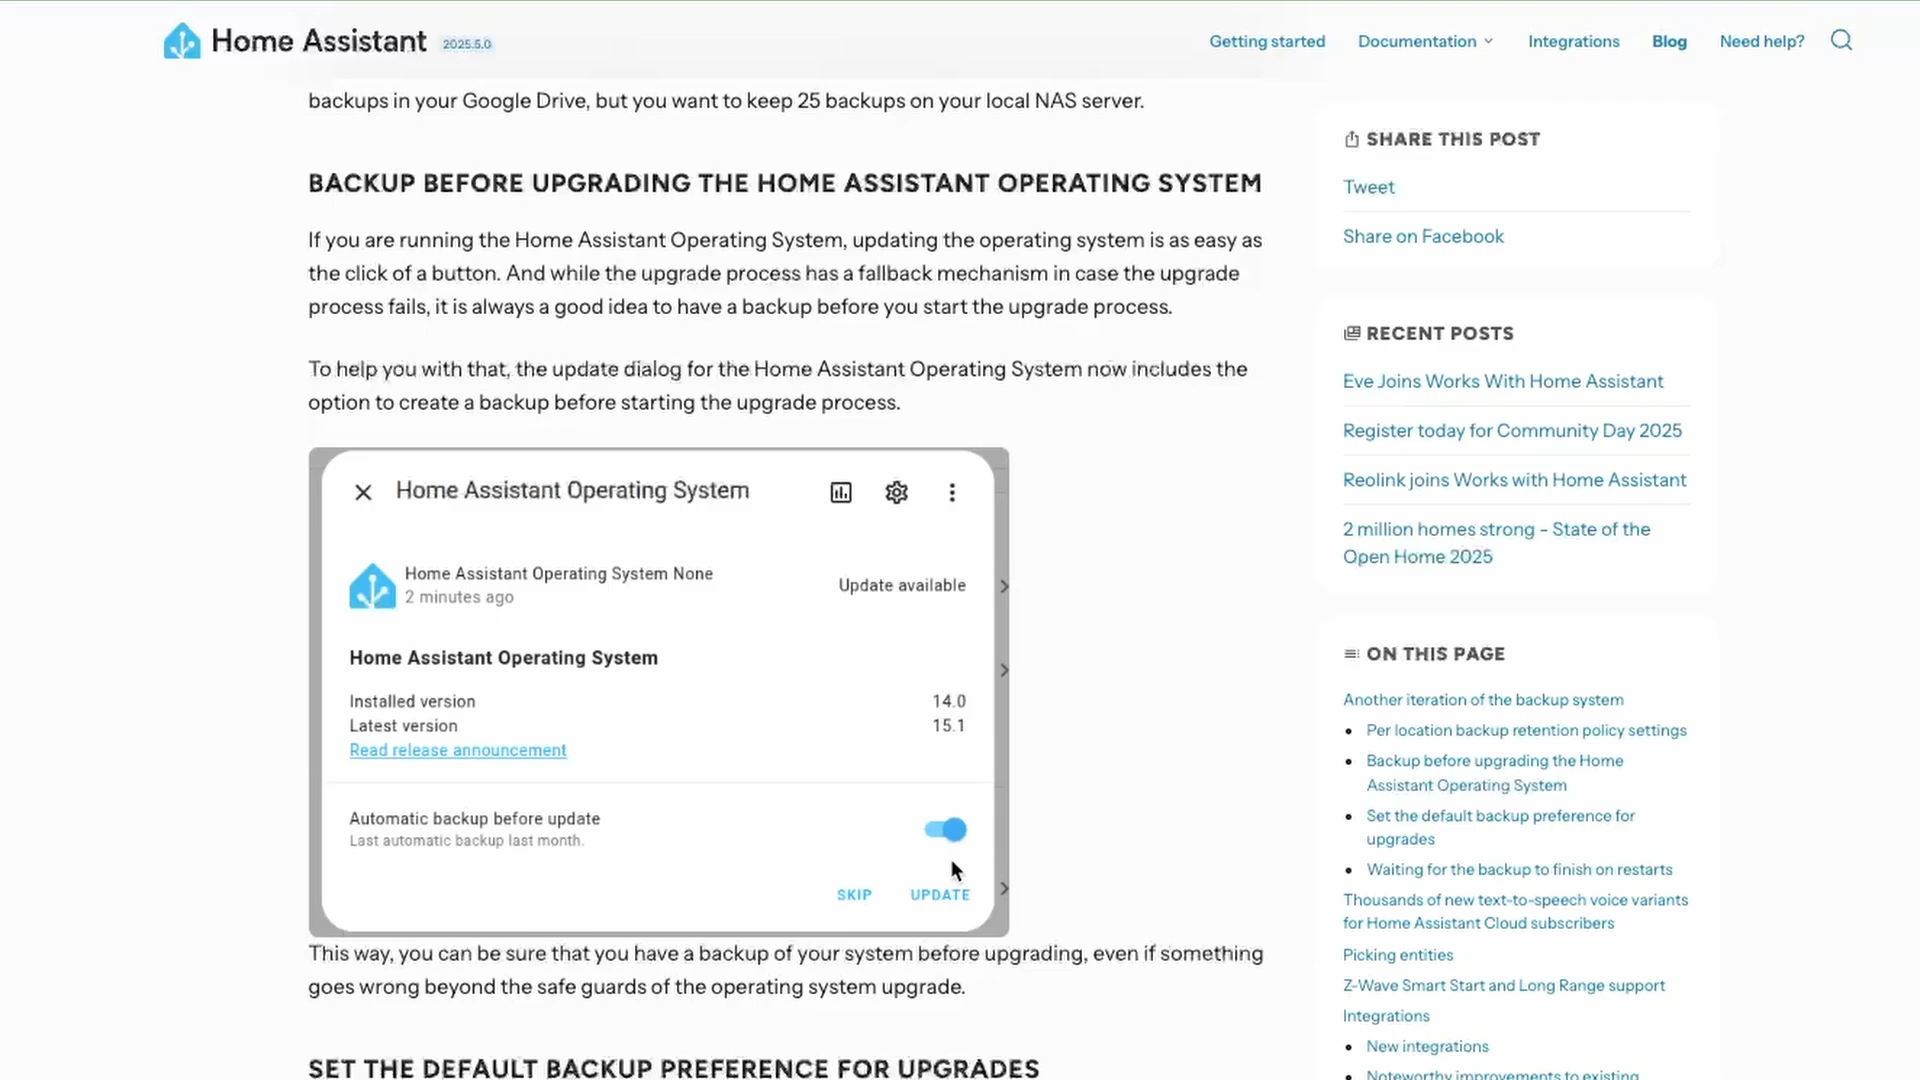 Home Assistant 2025.5.0
Getting started
Documentation
Integrations
Blog
Need help?
backups in your Google Drive, but you want to keep 25 backups on your local NAS server.
BACKUP BEFORE UPGRADING THE HOME ASSISTANT OPERATING SYSTEM
If you are running the Home Assistant Operating System, updating the operating system is as easy as
the click of a button. And while the upgrade process has a fallback mechanism in case the upgrade
process fails, it is always a good idea to have a backup before you start the upgrade process.
To help you with that, the update dialog for the Home Assistant Operating System now includes the
option to create a backup before starting the upgrade process.
Home Assistant Operating System
Home Assistant Operating System None
2 minutes ago
Update available
Home Assistant Operating System
Installed version 14.0
Latest version 15.1
Read release announcement
Automatic backup before update
Last automatic backup last month.
SKIP UPDATE
This way, you can be sure that you have a backup of your system before upgrading, even if something
goes wrong beyond the safe guards of the operating system upgrade.
SET THE DEFAULT BACKUP PREFERENCE FOR UPGRADES
SHARE THIS POST
Tweet
Share on Facebook
RECENT POSTS
Eve Joins Works With Home Assistant
Register today for Community Day 2025
Reolink joins Works with Home Assistant
2 million homes strong - State of the
Open Home 2025
ON THIS PAGE
Another iteration of the backup system
Per location backup retention policy settings
Backup before upgrading the Home
Assistant Operating System
Set the default backup preference for
upgrades
Waiting for the backup to finish on restarts
Thousands of new text-to-speech voice variants
for Home Assistant Cloud subscribers
Picking entities
Z-Wave Smart Start and Long Range support
Integrations
New integrations
Noteworthy improvements to existing